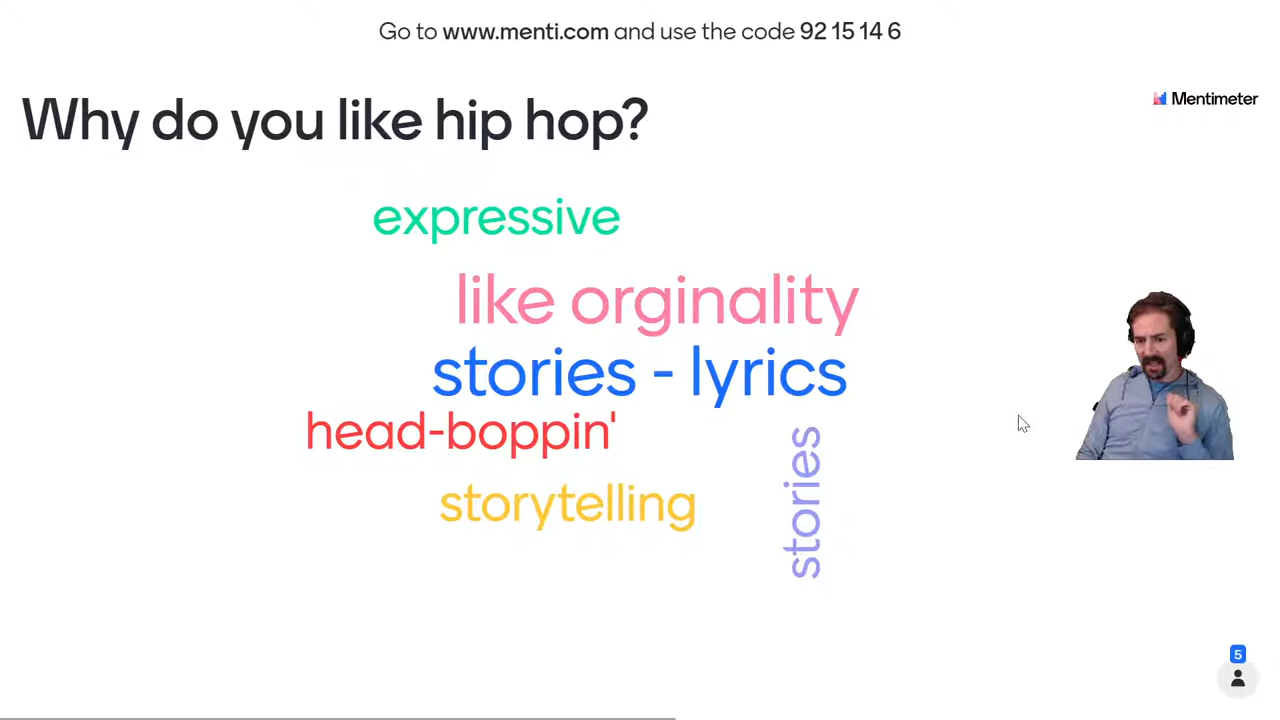 Go to www.menti.com and use the code 92 15 14 6
Mentimeter
Why do you like hip hop?
expressive
like orginality
stories - lyrics
head-boppin'
stories
storytelling
5